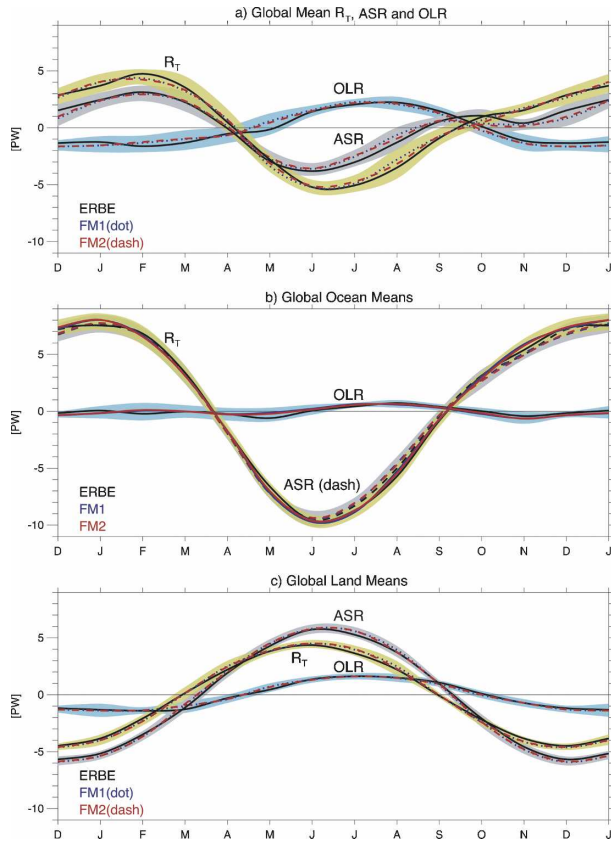 a) Global Mean R_T, ASR and OLR
5
0
-5
-10
[PW]
R_T
OLR
ASR
ERBE
FM1(dot)
FM2(dash)
D J F M A M J J A S O N D J
b) Global Ocean Means
5
0
-5
-10
[PW]
R_T
OLR
ASR (dash)
ERBE
FM1
FM2
D J F M A M J J A S O N D J
c) Global Land Means
5
0
-5
-10
[PW]
ASR
R_T
OLR
ERBE
FM1(dot)
FM2(dash)
D J F M A M J J A S O N D J